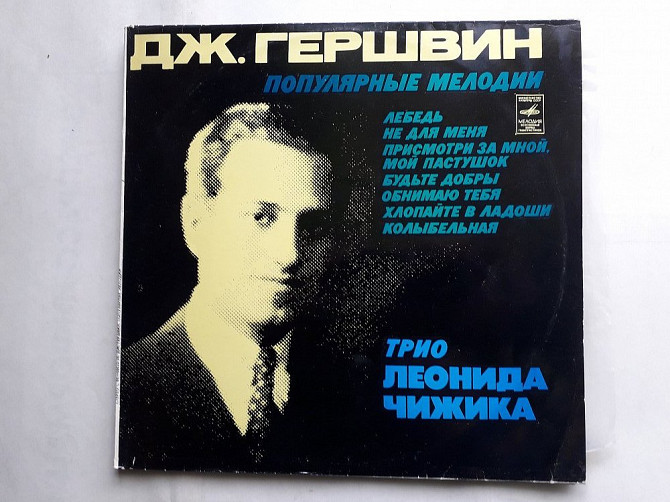 ДЖ. ГЕРШВИН
ПОПУЛЯРНЫЕ МЕЛОДИИ
ЛЕБЕДЬ
НЕ ДЛЯ МЕНЯ
ПРИСМОТРИ ЗА МНОЙ,
МОЙ ПАСТУШОК
БУДЬТЕ ДОБРЫ
ОБНИМАЮ ТЕБЯ
ХЛОПАЙТЕ В ЛАДОШИ
КОЛЫБЕЛЬНАЯ
МЕЛОДИЯ
ТРИО
ЛЕОНИДА
ЧИЖИКА